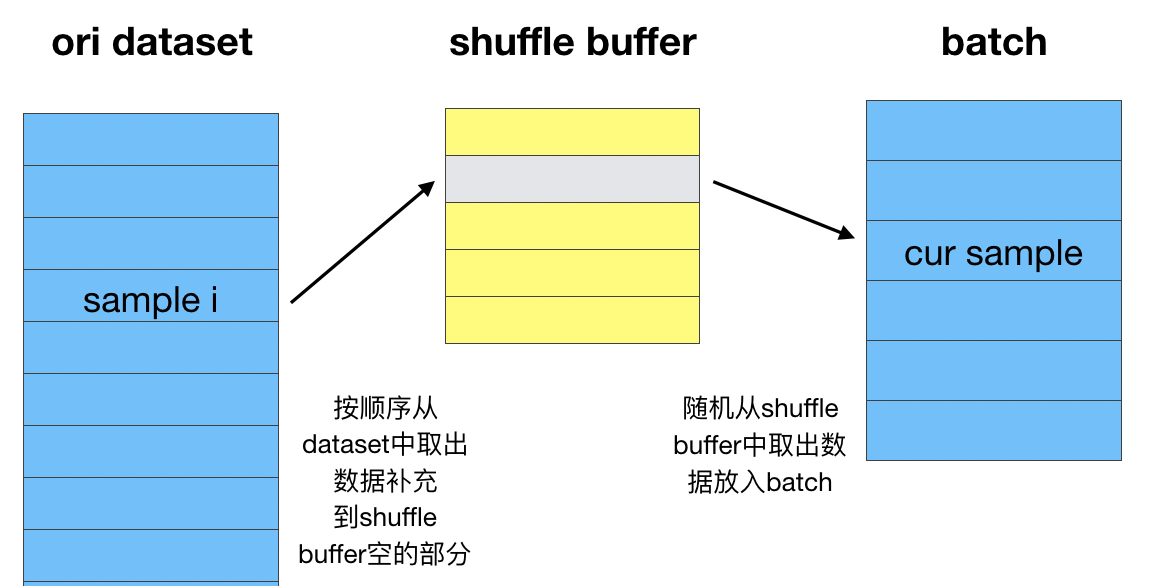 ori dataset
shuffle buffer
batch
sample i
cur sample
按顺序从
dataset中取出
数据补充
到shuffle
buffer空的部分
随机从shuffle
buffer中取出数
据放入batch